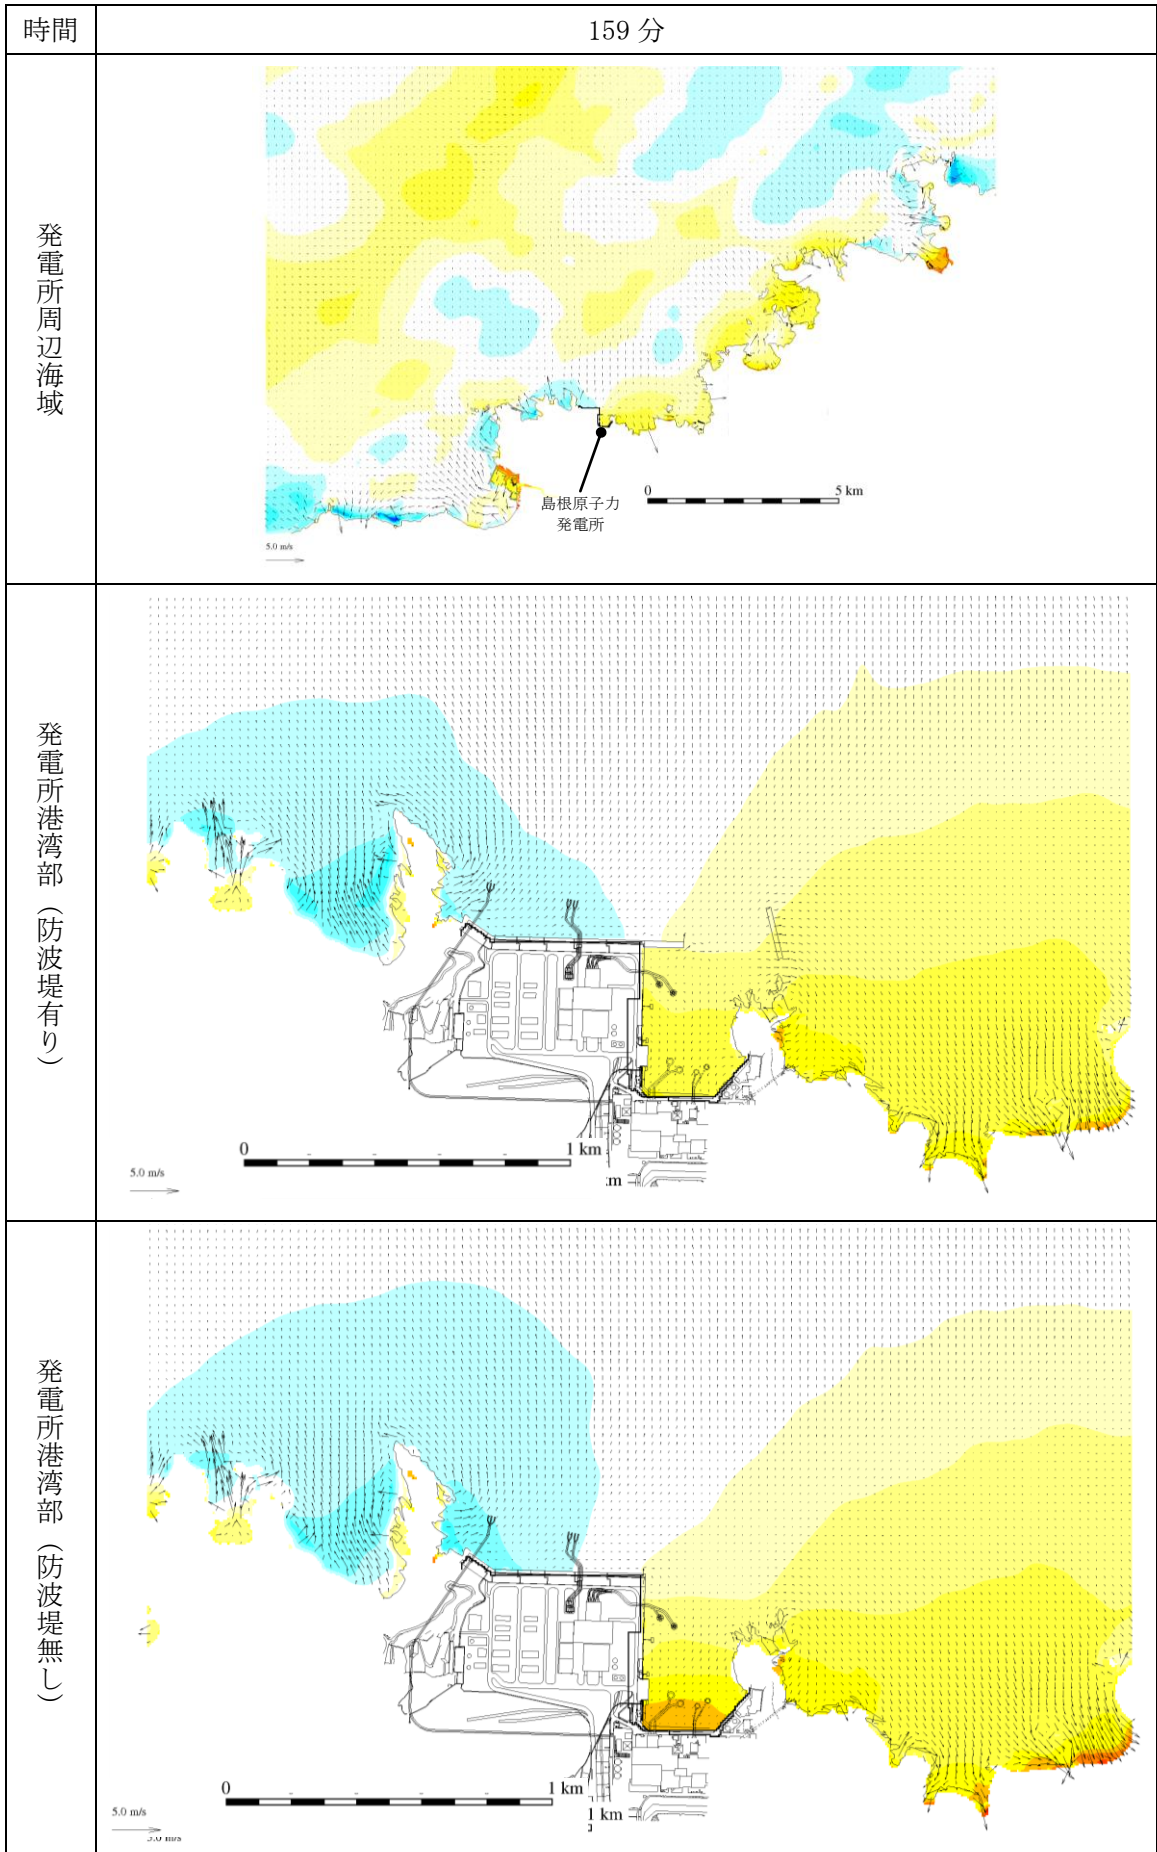 時間
159 分
発電所周辺海域
島根原子力
発電所
0 5 km
5.0 m/s
発電所港湾部（防波堤有り）
0 1 km
5.0 m/s
発電所港湾部（防波堤無し）
0 1 km
1 km
5.0 m/s